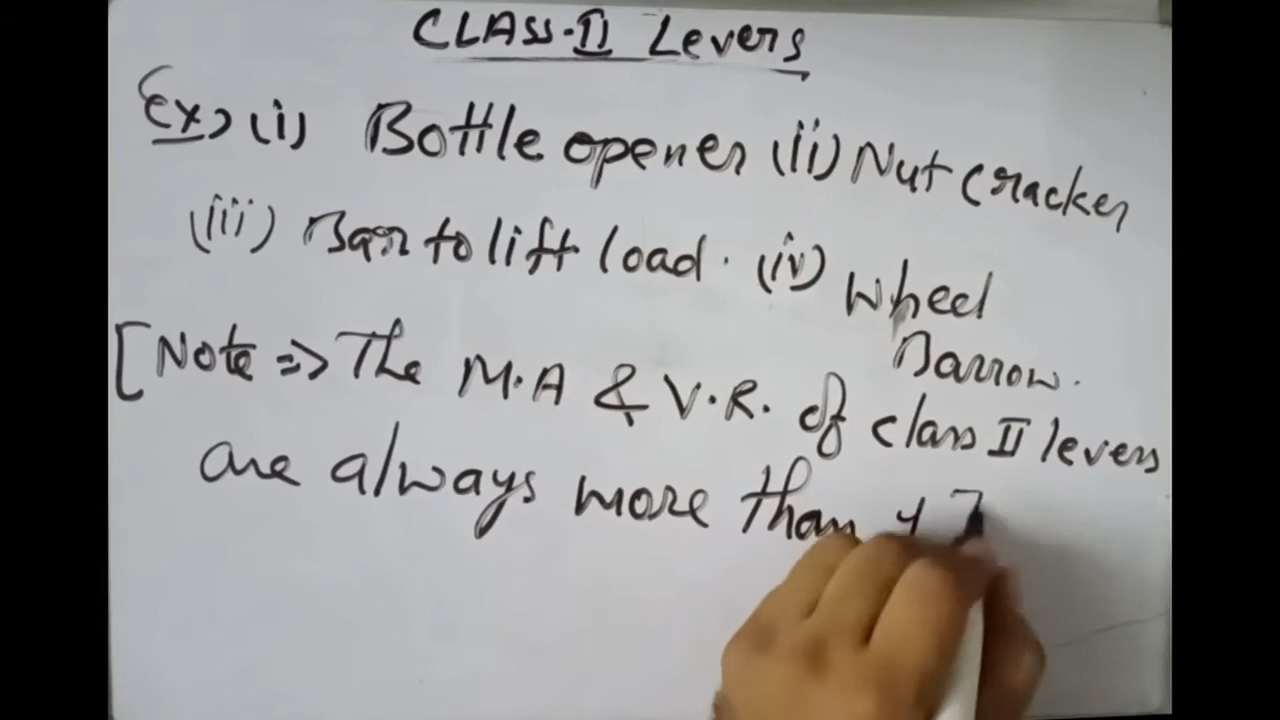 CLASS-II Levers
Ex) (i) Bottle opener (ii) Nut cracker
(iii) Bar to lift load. (iv) Wheel
Barrow.
[Note => The M.A & V.R. of class II levers
are always more than 1]